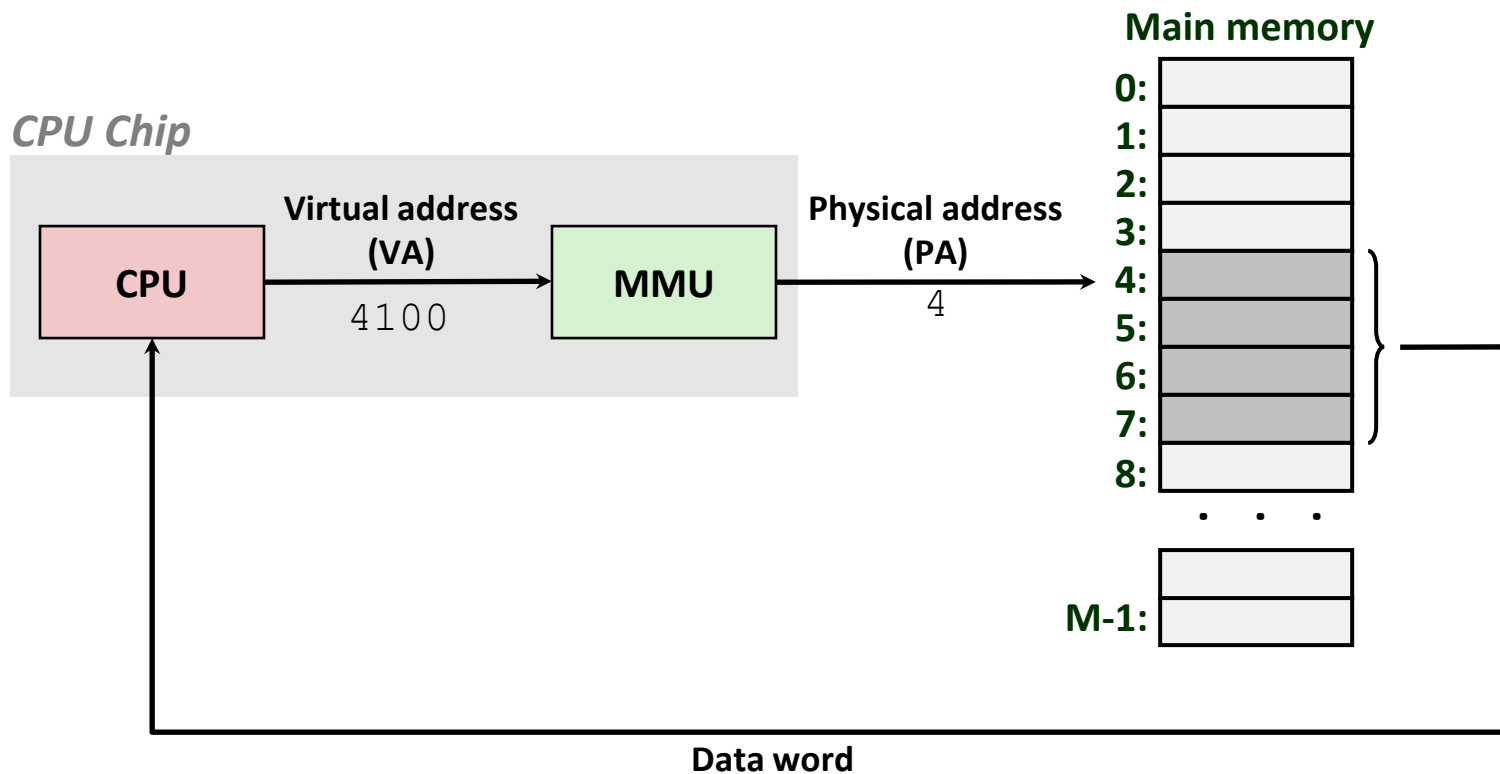 Main memory
0:
1:
CPU Chip
2:
Virtual address
(VA)
Physical address
(PA)
3:
CPU
4100
MMU
4
4:
5:
6:
7:
8:
. . .
M-1:
Data word